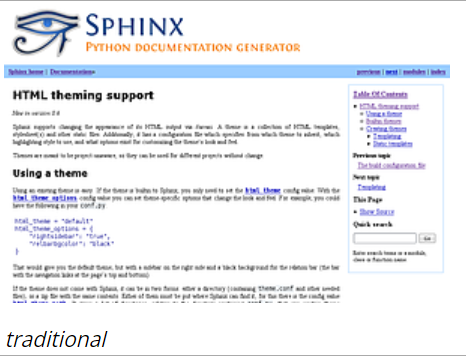 SPHINX
PYTHON DOCUMENTATION GENERATOR
Sphinx home | Documentation»
previous | next | modules | index
HTML theming support
New in version 0.6
Sphinx supports changing the appearance of its HTML output via themes. A theme is a collection of HTML templates,
stylesheet(s) and other static files. Additionally, it has a configuration file which specifies from which theme to inherit, which
highlighting style to use, and what options exist for customizing the theme's look and feel.
Themes are meant to be project-unaware, so they can be used for different projects without change.
Using a theme
Using an existing theme is easy. If the theme is builtin to Sphinx, you only need to set the html_theme config value. With the
html_theme_options config value you can set theme-specific options that change the look and feel. For example, you could
have the following in your conf.py:
html_theme = "default"
html_theme_options = {
"rightsidebar": "true",
"relbarbgcolor": "black"
}
That would give you the default theme, but with a sidebar on the right side and a black background for the relation bar (the bar
with the navigation links at the page's top and bottom).
If the theme does not come with Sphinx, it can be in two forms: either a directory (containing theme.conf and other needed
files), or a zip file with the same contents. Either of them must be put where Sphinx can find it; for this there is the config value
Table Of Contents
HTML theming support
Using a theme
Builtin themes
Creating themes
Templating
Static templates
Previous topic
The build configuration file
Next topic
Templating
This Page
Show Source
Quick search
Go
Enter search terms or a module,
class or function name.
traditional